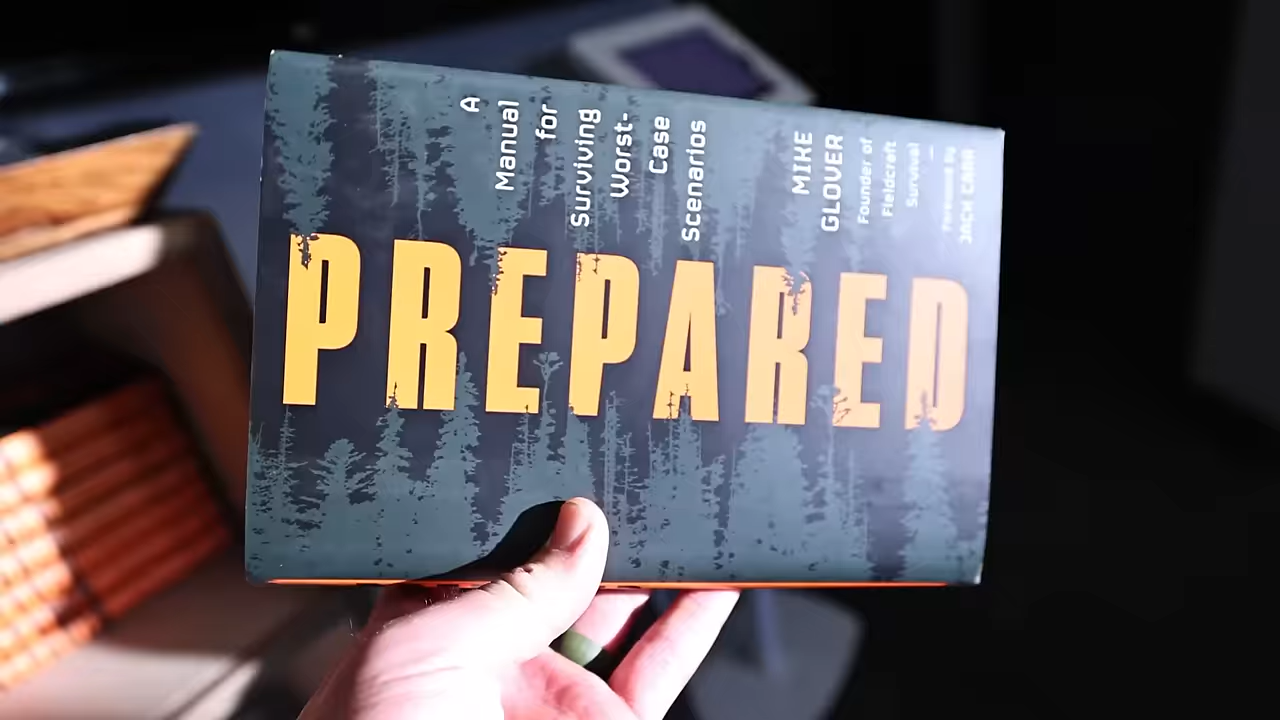 PREPARED
A
Manual
for
Surviving
Worst-
Case
Scenarios
MIKE
GLOVER
Founder of
Fieldcraft
Survival
—
Foreword by
JACK CARR